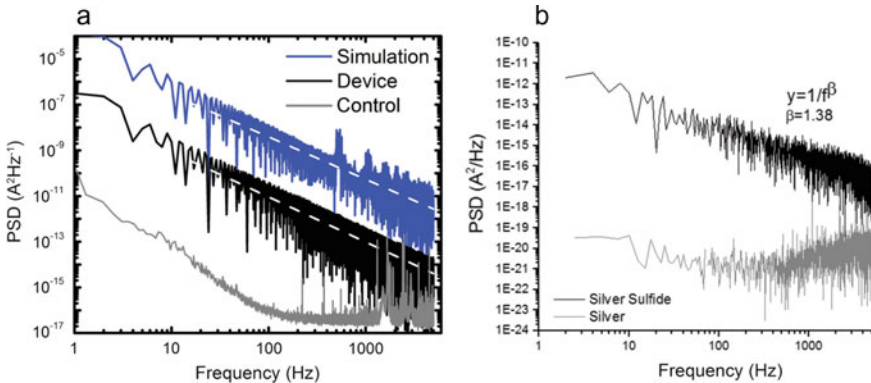 a
Simulation
Device
Control
PSD (A²Hz⁻¹)
10⁻⁵
10⁻⁷
10⁻⁹
10⁻¹¹
10⁻¹³
10⁻¹⁵
10⁻¹⁷
1
10
100
1000
Frequency (Hz)
b
y=1/f^β
β=1.38
PSD (A²/Hz)
1E-10
1E-11
1E-12
1E-13
1E-14
1E-15
1E-16
1E-17
1E-18
1E-19
1E-20
1E-21
1E-22
1E-23
1E-24
Silver Sulfide
Silver
1
10
100
1000
Frequency (Hz)